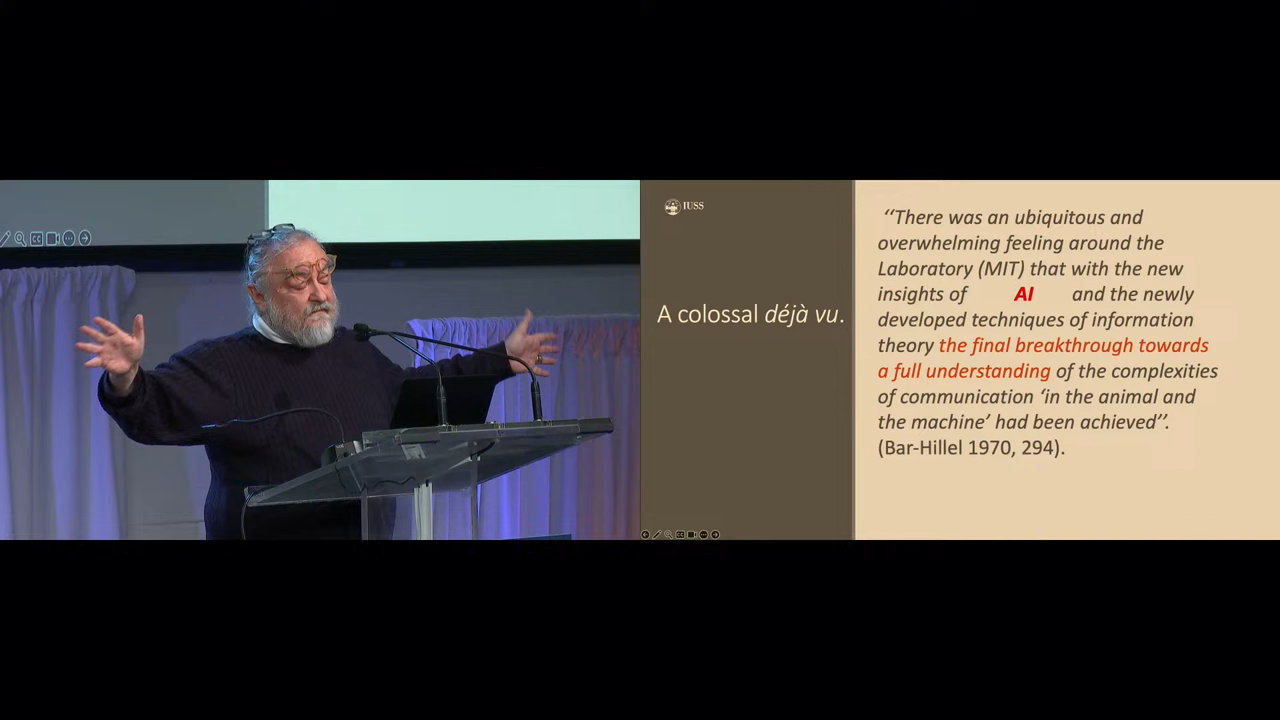 CC
IUSS
A colossal déjà vu.
‘‘There was an ubiquitous and
overwhelming feeling around the
Laboratory (MIT) that with the new
insights of AI and the newly
developed techniques of information
theory the final breakthrough towards
a full understanding of the complexities
of communication ‘in the animal and
the machine’ had been achieved’’.
(Bar-Hillel 1970, 294).